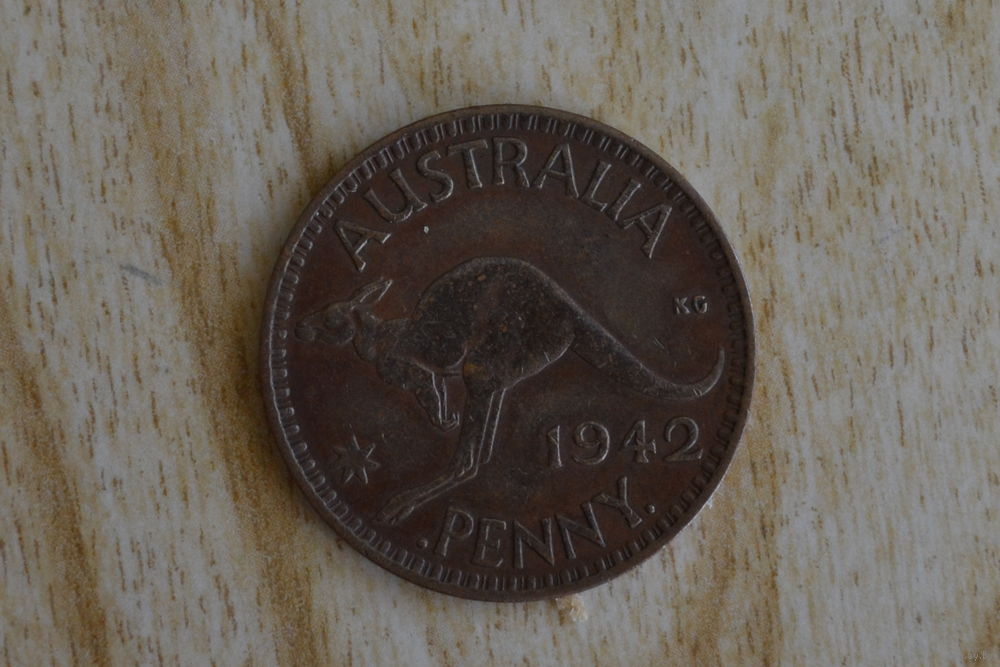 AUSTRALIA
KG
1942
.PENNY.